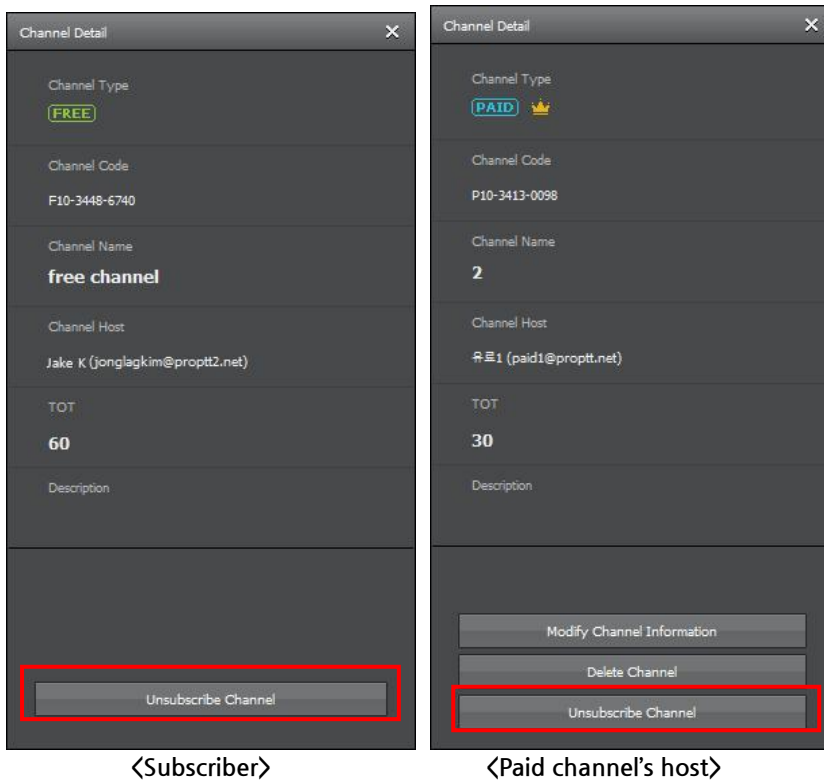 Channel Detail
Channel Type
FREE
Channel Code
F10-3448-6740
Channel Name
free channel
Channel Host
Jake K (jonglagkim@proptt2.net)
TOT
60
Description
Unsubscribe Channel
<Subscriber>
Channel Detail
Channel Type
PAID
Channel Code
P10-3413-0098
Channel Name
2
Channel Host
유료1 (paid1@proptt.net)
TOT
30
Description
Modify Channel Information
Delete Channel
Unsubscribe Channel
<Paid channel's host>